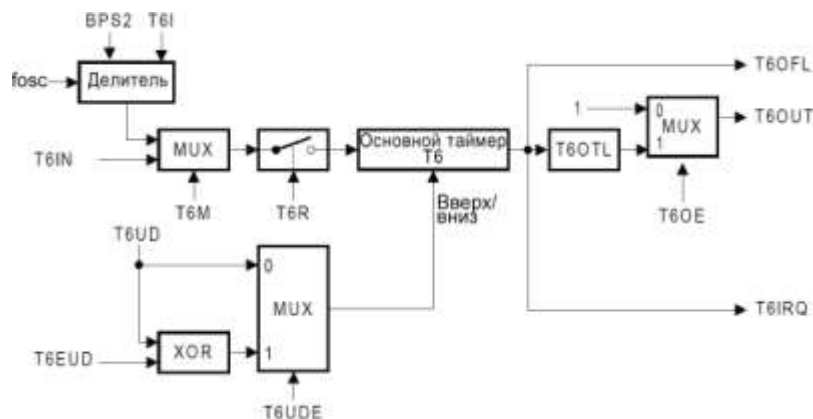 BPS2 T6I
fosc
Делитель
T6OFL
1
0
MUX
T6OUT
T6IN
MUX
Основной таймер
T6
T6OTL
1
T6M
T6R
Вверх/
вниз
T6OE
T6UD
0
MUX
T6IRQ
T6EUD
XOR
1
T6UDE